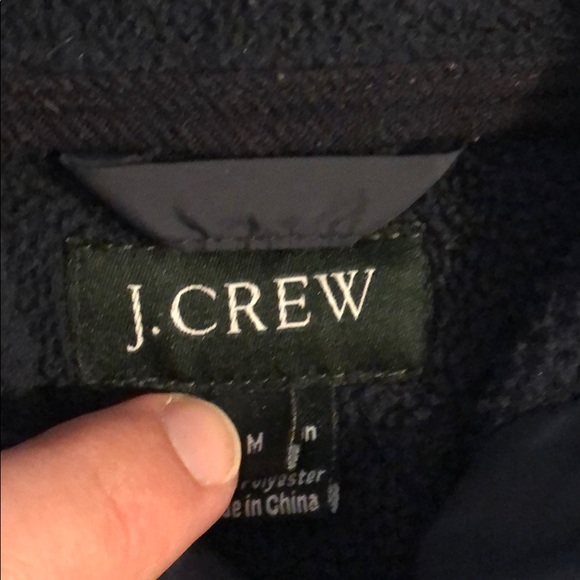 J.CREW
M
Polyester
e in China